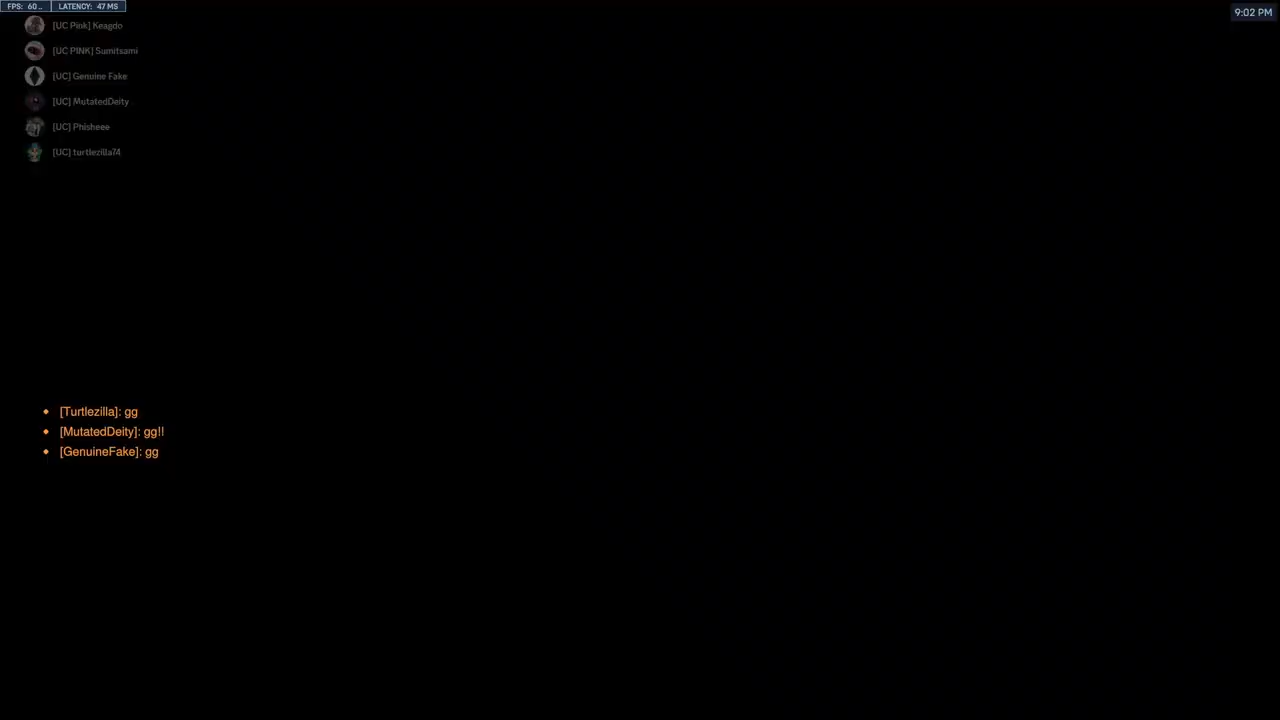 FPS: 60 .. LATENCY: 47 MS
9:02 PM
[UC Pink] Keagdo
[UC PINK] Sumitsami
[UC] Genuine Fake
[UC] MutatedDeity
[UC] Phisheee
[UC] turtlezilla74
[Turtlezilla]: gg
[MutatedDeity]: gg!!
[GenuineFake]: gg